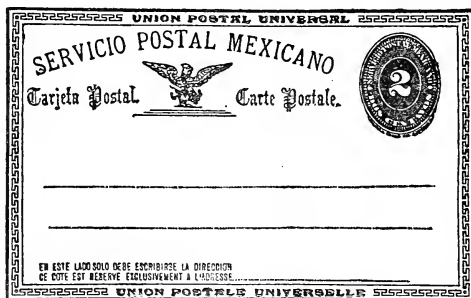 UNION POSTAL UNIVERSAL
SERVICIO POSTAL MEXICANO
Tarjeta Postal. Carte Postale.
2
EN ESTE LADO SOLO DEBE ESCRIBIRSE LA DIRECCION
CE COTE EST RESERVE EXCLUSIVEMENT A L'ADRESSE
UNION POSTELE UNIVERSELLE